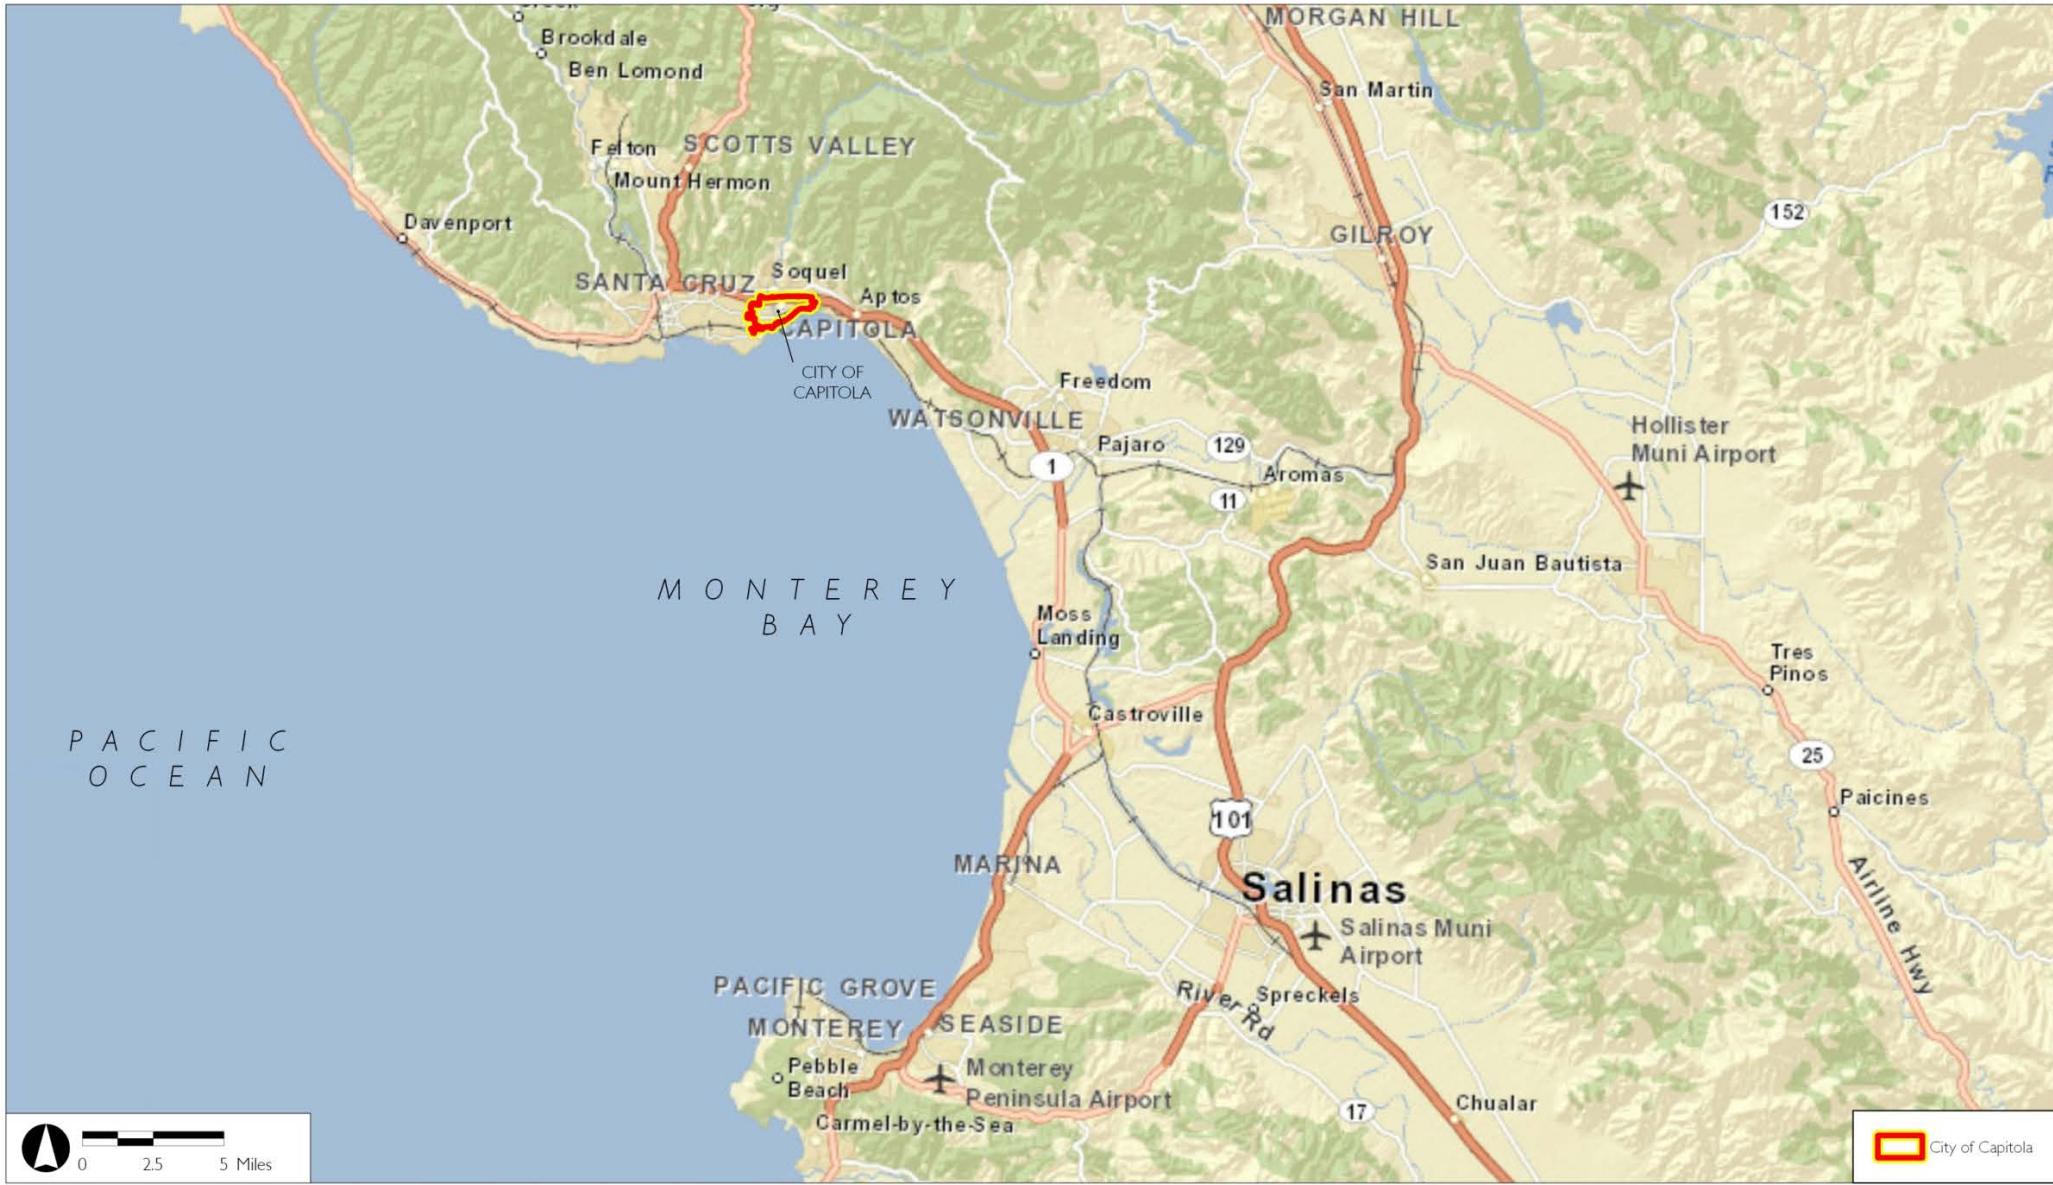 MORGAN HILL
Brookdale
Ben Lomond
San Martin
Felton
SCOTTS VALLEY
Mount Hermon
152
Davenport
GILROY
SANTA CRUZ
Soquel
Aptos
CAPITOLA
CITY OF
CAPITOLA
Freedom
WATSONVILLE
Hollister
Muni Airport
Pajaro
129
1
Aromas
11
San Juan Bautista
MONTEREY
BAY
Moss
Landing
Tres
Pinos
Castroville
PACIFIC
OCEAN
25
Paicines
101
MARINA
Salinas
Airline Hwy
Salinas Muni
Airport
PACIFIC GROVE
River Rd
Spreckels
MONTEREY
SEASIDE
Pebble
Beach
Monterey
Peninsula Airport
17
Chualar
Carmel-by-the-Sea
0 2.5 5 Miles
City of Capitola